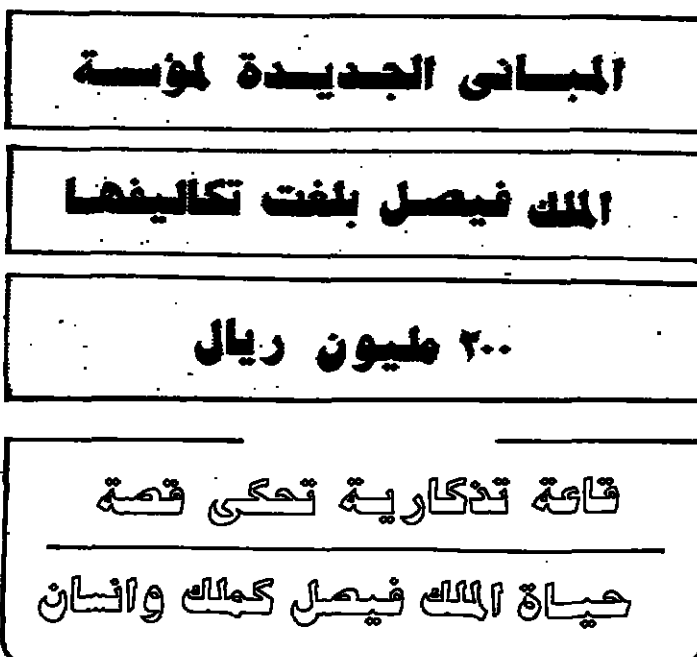 المبانى الجديدة لمؤسسة
الملك فيصل بلغت تكاليفها
٢٠٠ مليون ريال
قاعة تذكارية تحكى قصة
حياة الملك فيصل كملك وانسان